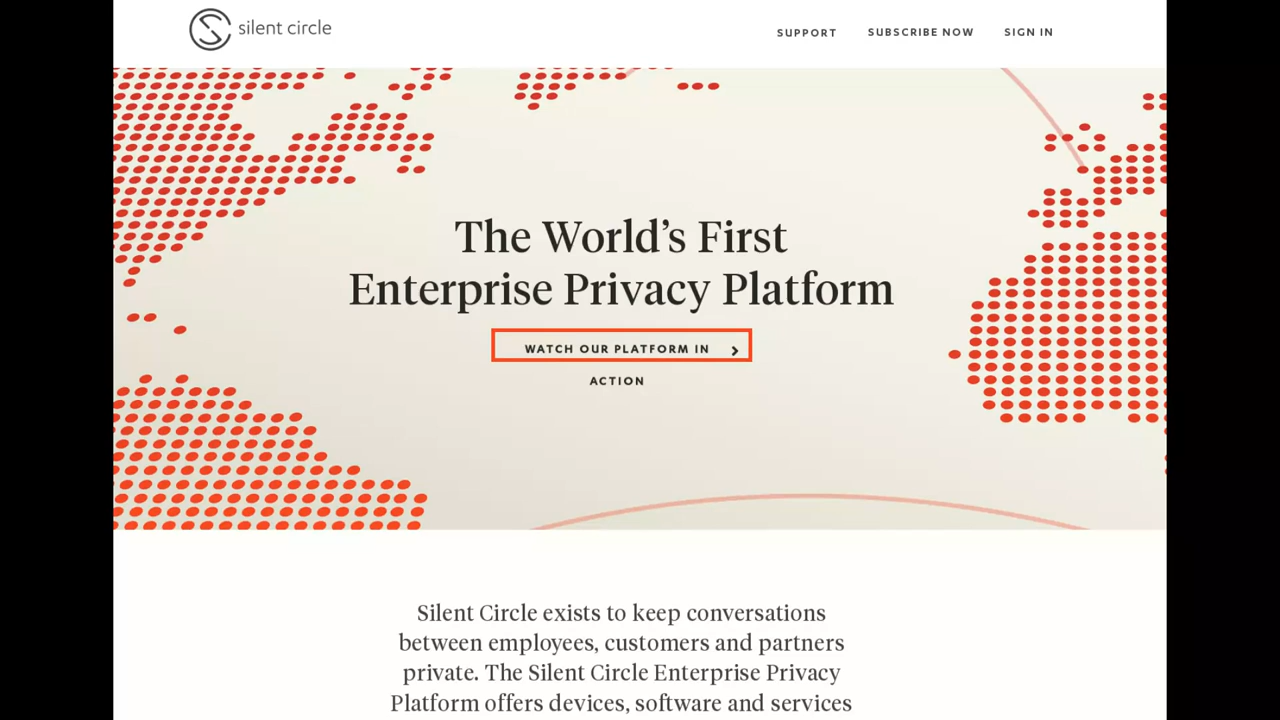 silent circle
SUPPORT SUBSCRIBE NOW SIGN IN
The World’s First
Enterprise Privacy Platform
WATCH OUR PLATFORM IN
ACTION
Silent Circle exists to keep conversations
between employees, customers and partners
private. The Silent Circle Enterprise Privacy
Platform offers devices, software and services